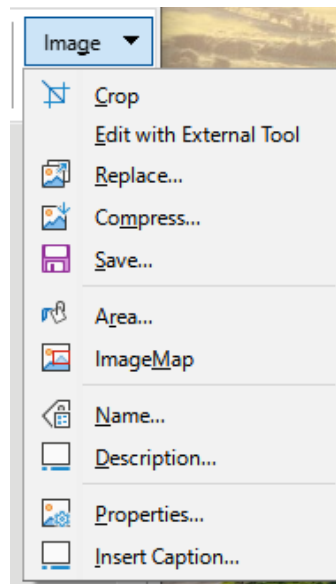 Image
Crop
Edit with External Tool
Replace...
Compress...
Save...
Area...
ImageMap
Name...
Description...
Properties...
Insert Caption...